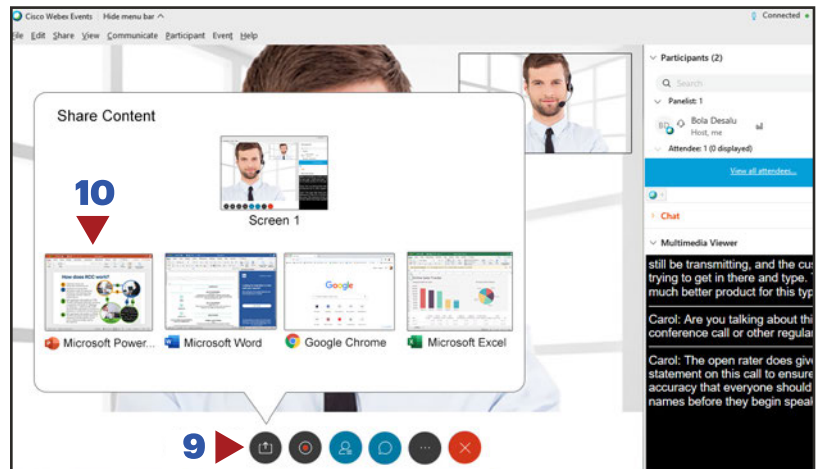 Cisco Webex Events Hide menu bar ^ Connected
File Edit Share View Communicate Participant Event Help
Share Content
Screen 1
10
How does RCC work?
Google
Microsoft Power...
Microsoft Word
Google Chrome
Microsoft Excel
9
Participants (2)
Search
Panelist: 1
BD Bola Desalu
Host, me
Attendee: 1 (0 displayed)
View all attendees...
Chat
Multimedia Viewer
still be transmitting, and the cus
trying to get in there and type.
much better product for this typ
Carol: Are you talking about thi
conference call or other regular
Carol: The open rater does give
statement on this call to ensure
accuracy that everyone should
names before they begin speak